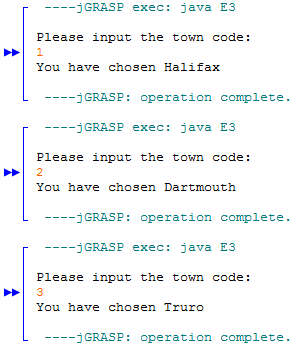 ----jGRASP exec: java E3
Please input the town code:
1
You have chosen Halifax
----jGRASP: operation complete.
----jGRASP exec: java E3
Please input the town code:
2
You have chosen Dartmouth
----jGRASP: operation complete.
----jGRASP exec: java E3
Please input the town code:
3
You have chosen Truro
----jGRASP: operation complete.